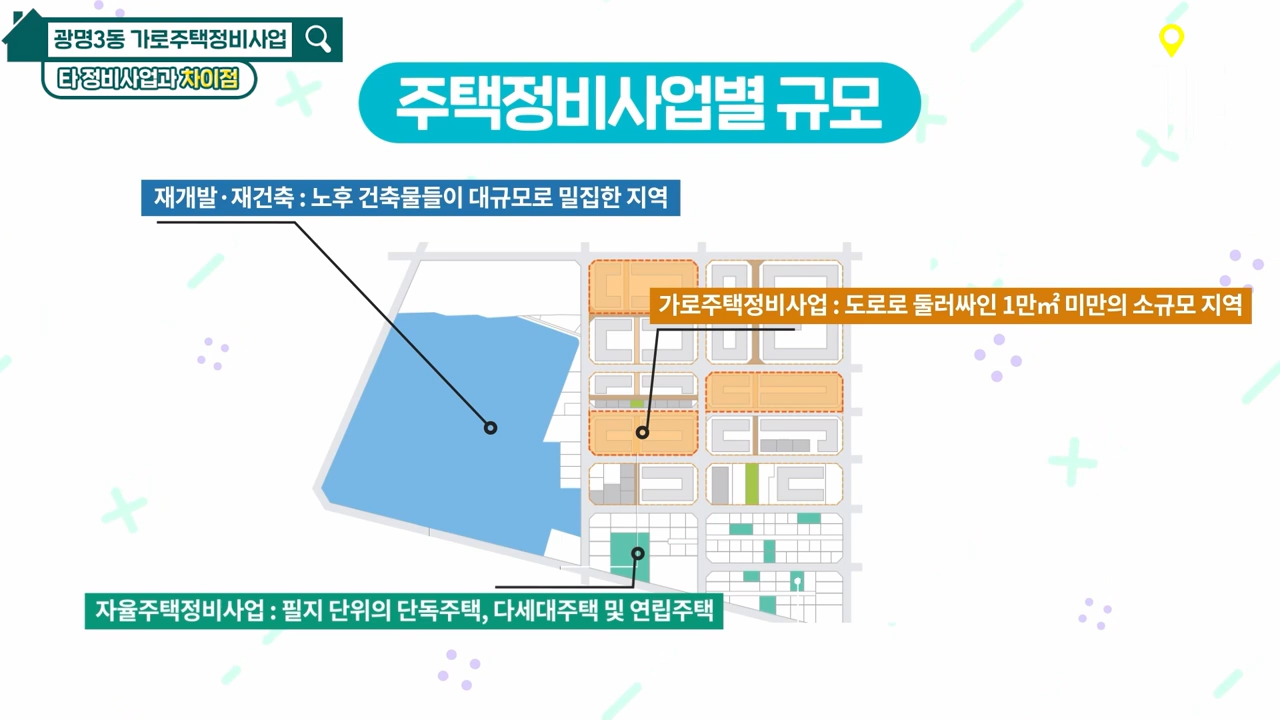 광명3동 가로주택정비사업
타 정비사업과 차이점
주택정비사업별 규모
재개발·재건축 : 노후 건축물들이 대규모로 밀집한 지역
가로주택정비사업 : 도로로 둘러싸인 1만㎡ 미만의 소규모 지역
자율주택정비사업 : 필지 단위의 단독주택, 다세대주택 및 연립주택